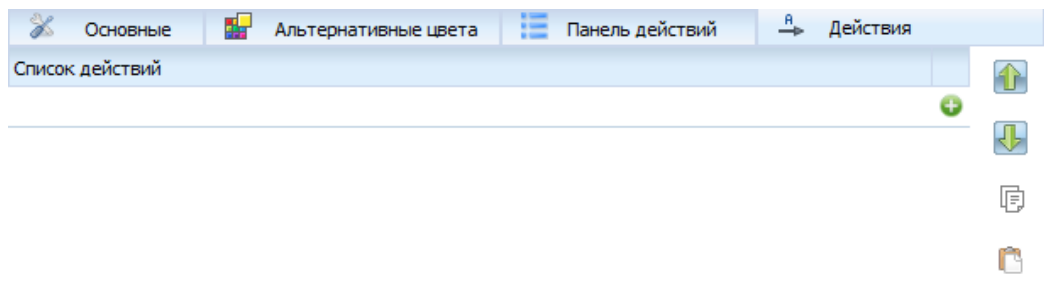 Основные Альтернативные цвета Панель действий A Действия
Список действий